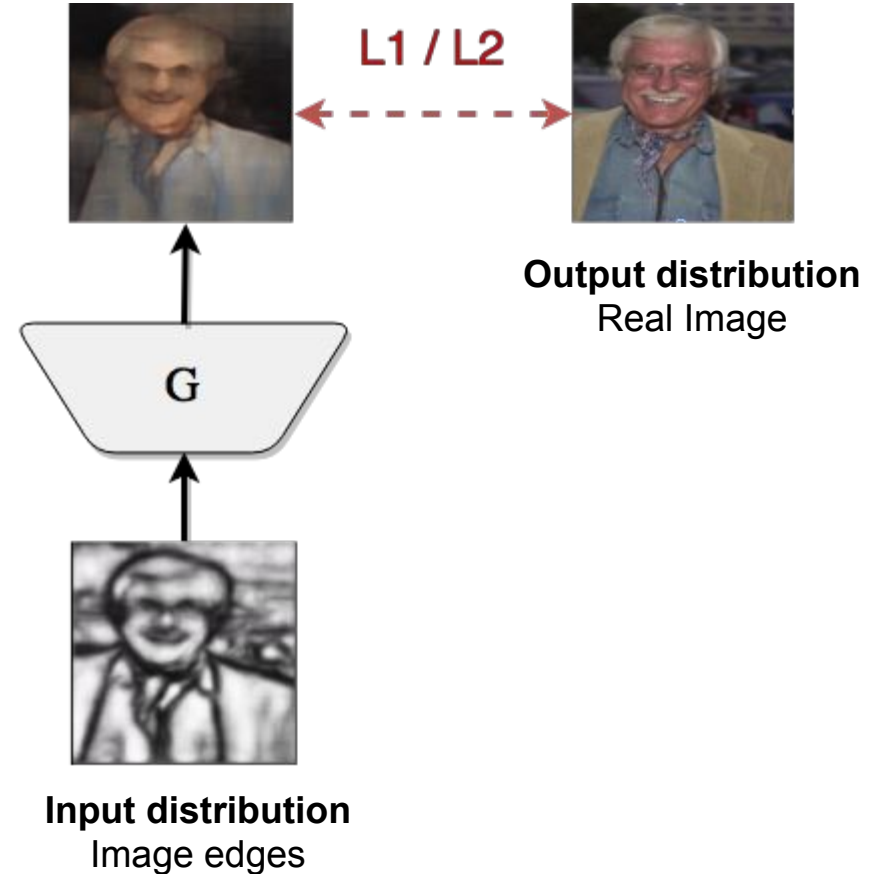 L1 / L2
Output distribution
Real Image
G
Input distribution
Image edges